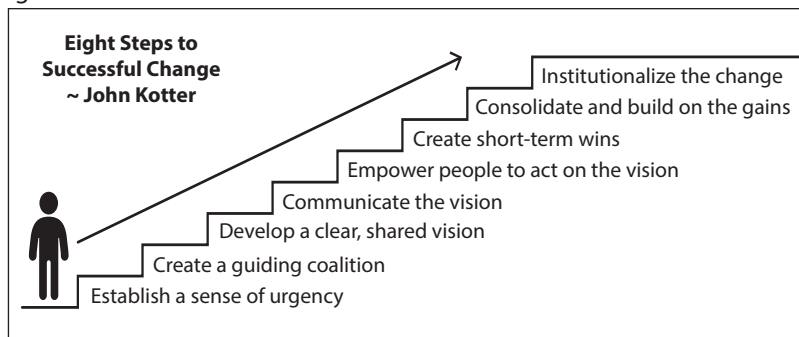 Eight Steps to
Successful Change
~ John Kotter
Institutionalize the change
Consolidate and build on the gains
Create short-term wins
Empower people to act on the vision
Communicate the vision
Develop a clear, shared vision
Create a guiding coalition
Establish a sense of urgency